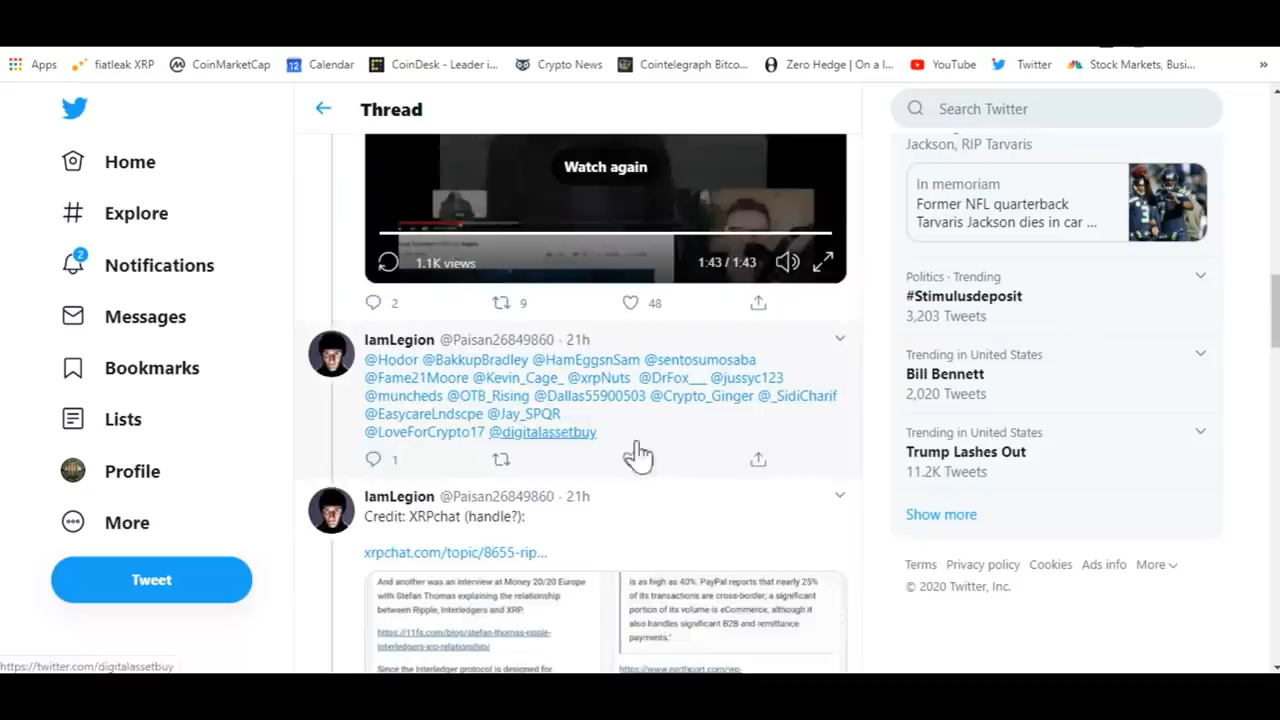 Apps
fiatleak XRP
CoinMarketCap
12
Calendar
CoinDesk - Leader i...
Crypto News
Cointelegraph Bitco...
Zero Hedge | On a l...
YouTube
Twitter
Stock Markets, Busi...
»
Home
Explore
2
Notifications
Messages
Bookmarks
Lists
Profile
More
Tweet
Thread
Watch again
1.1K views
1:43 / 1:43
2
9
48
IamLegion @Paisan26849860 · 21h
@Hodor @BakkupBradley @HamEggsnSam @sentosumosaba
@Fame21Moore @Kevin_Cage_ @xrpNuts @DrFox___ @jussyc123
@muncheds @OTB_Rising @Dallas55900503 @Crypto_Ginger @_SidiCharif
@EasycareLndscpe @Jay_SPQR
@LoveForCrypto17 @digitalassetbuy
1
IamLegion @Paisan26849860 · 21h
Credit: XRPchat (handle?):
xrpchat.com/topic/8655-rip...
And another was an interview at Money 20/20 Europe
with Stefan Thomas explaining the relationship
between Ripple, Interledgers and XRP.
https://11fs.com/blog/stefan-thomas-ripple-
interledgers-xrp-relationship/
Since the Interledger protocol is designed for
is as high as 40%. PayPal reports that nearly 25%
of its transactions are cross-border; a significant
portion of its volume is eCommerce, although it
also handles significant B2B and remittance
payments.'
https://www.earthport.com/wp-
Search Twitter
Jackson, RIP Tarvaris
In memoriam
Former NFL quarterback
Tarvaris Jackson dies in car ...
Politics · Trending
#Stimulusdeposit
3,203 Tweets
Trending in United States
Bill Bennett
2,020 Tweets
Trending in United States
Trump Lashes Out
11.2K Tweets
Show more
Terms Privacy policy Cookies Ads info More
© 2020 Twitter, Inc.
https://twitter.com/digitalassetbuy